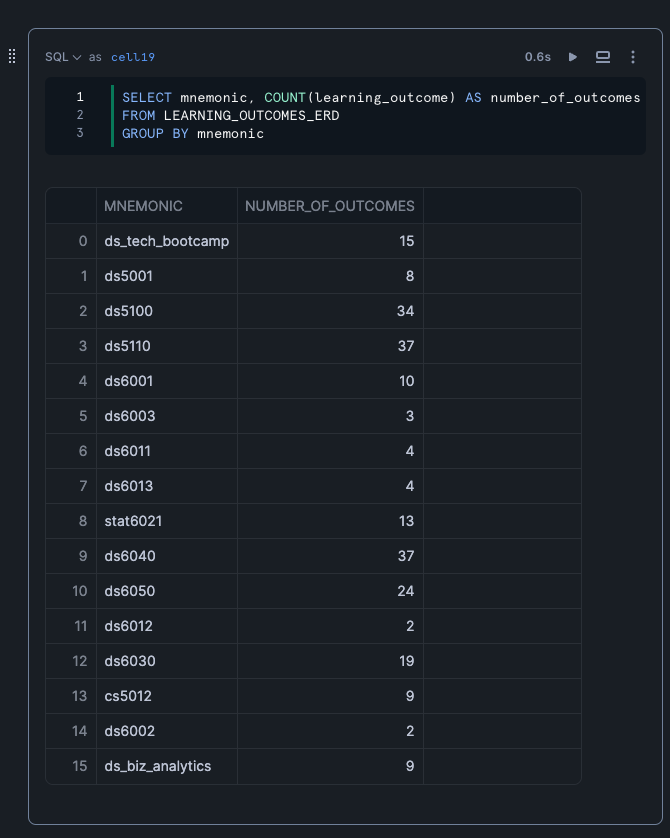 SQL as cell19 0.6s
1 SELECT mnemonic, COUNT(learning_outcome) AS number_of_outcomes
2 FROM LEARNING_OUTCOMES_ERD
3 GROUP BY mnemonic
MNEMONIC NUMBER_OF_OUTCOMES
0 ds_tech_bootcamp 15
1 ds5001 8
2 ds5100 34
3 ds5110 37
4 ds6001 10
5 ds6003 3
6 ds6011 4
7 ds6013 4
8 stat6021 13
9 ds6040 37
10 ds6050 24
11 ds6012 2
12 ds6030 19
13 cs5012 9
14 ds6002 2
15 ds_biz_analytics 9